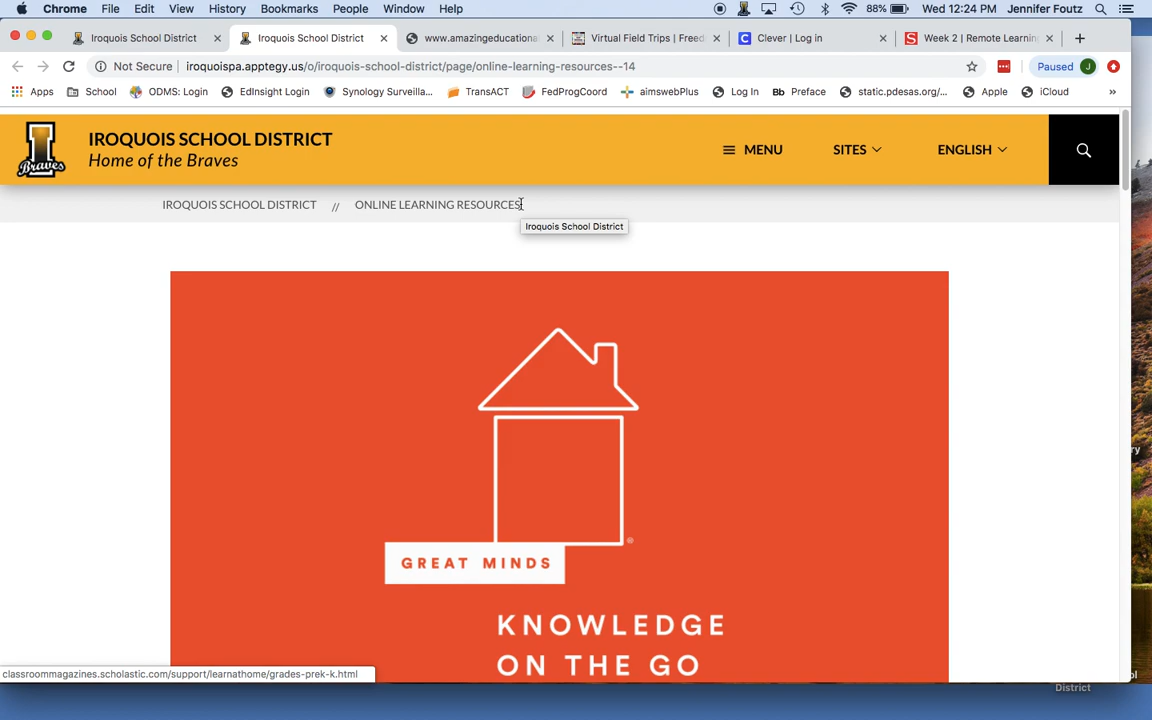 Chrome File Edit View History Bookmarks People Window Help 88% Wed 12:24 PM Jennifer Foutz
Iroquois School District Iroquois School District www.amazingeducational Virtual Field Trips | Freed Clever | Log in Week 2 | Remote Learning
Not Secure iroquoispa.apptegy.us/o/iroquois-school-district/page/online-learning-resources--14 Paused J
Apps School ODMS: Login EdInsight Login Synology Surveilla... TransACT FedProgCoord aimswebPlus Log In Bb Preface static.pdesas.org/... Apple iCloud »
IROQUOIS SCHOOL DISTRICT
Home of the Braves
I Braves
MENU SITES ENGLISH
IROQUOIS SCHOOL DISTRICT // ONLINE LEARNING RESOURCES
Iroquois School District
GREAT MINDS
KNOWLEDGE
ON THE GO
classroommagazines.scholastic.com/support/learnathome/grades-prek-k.html
District